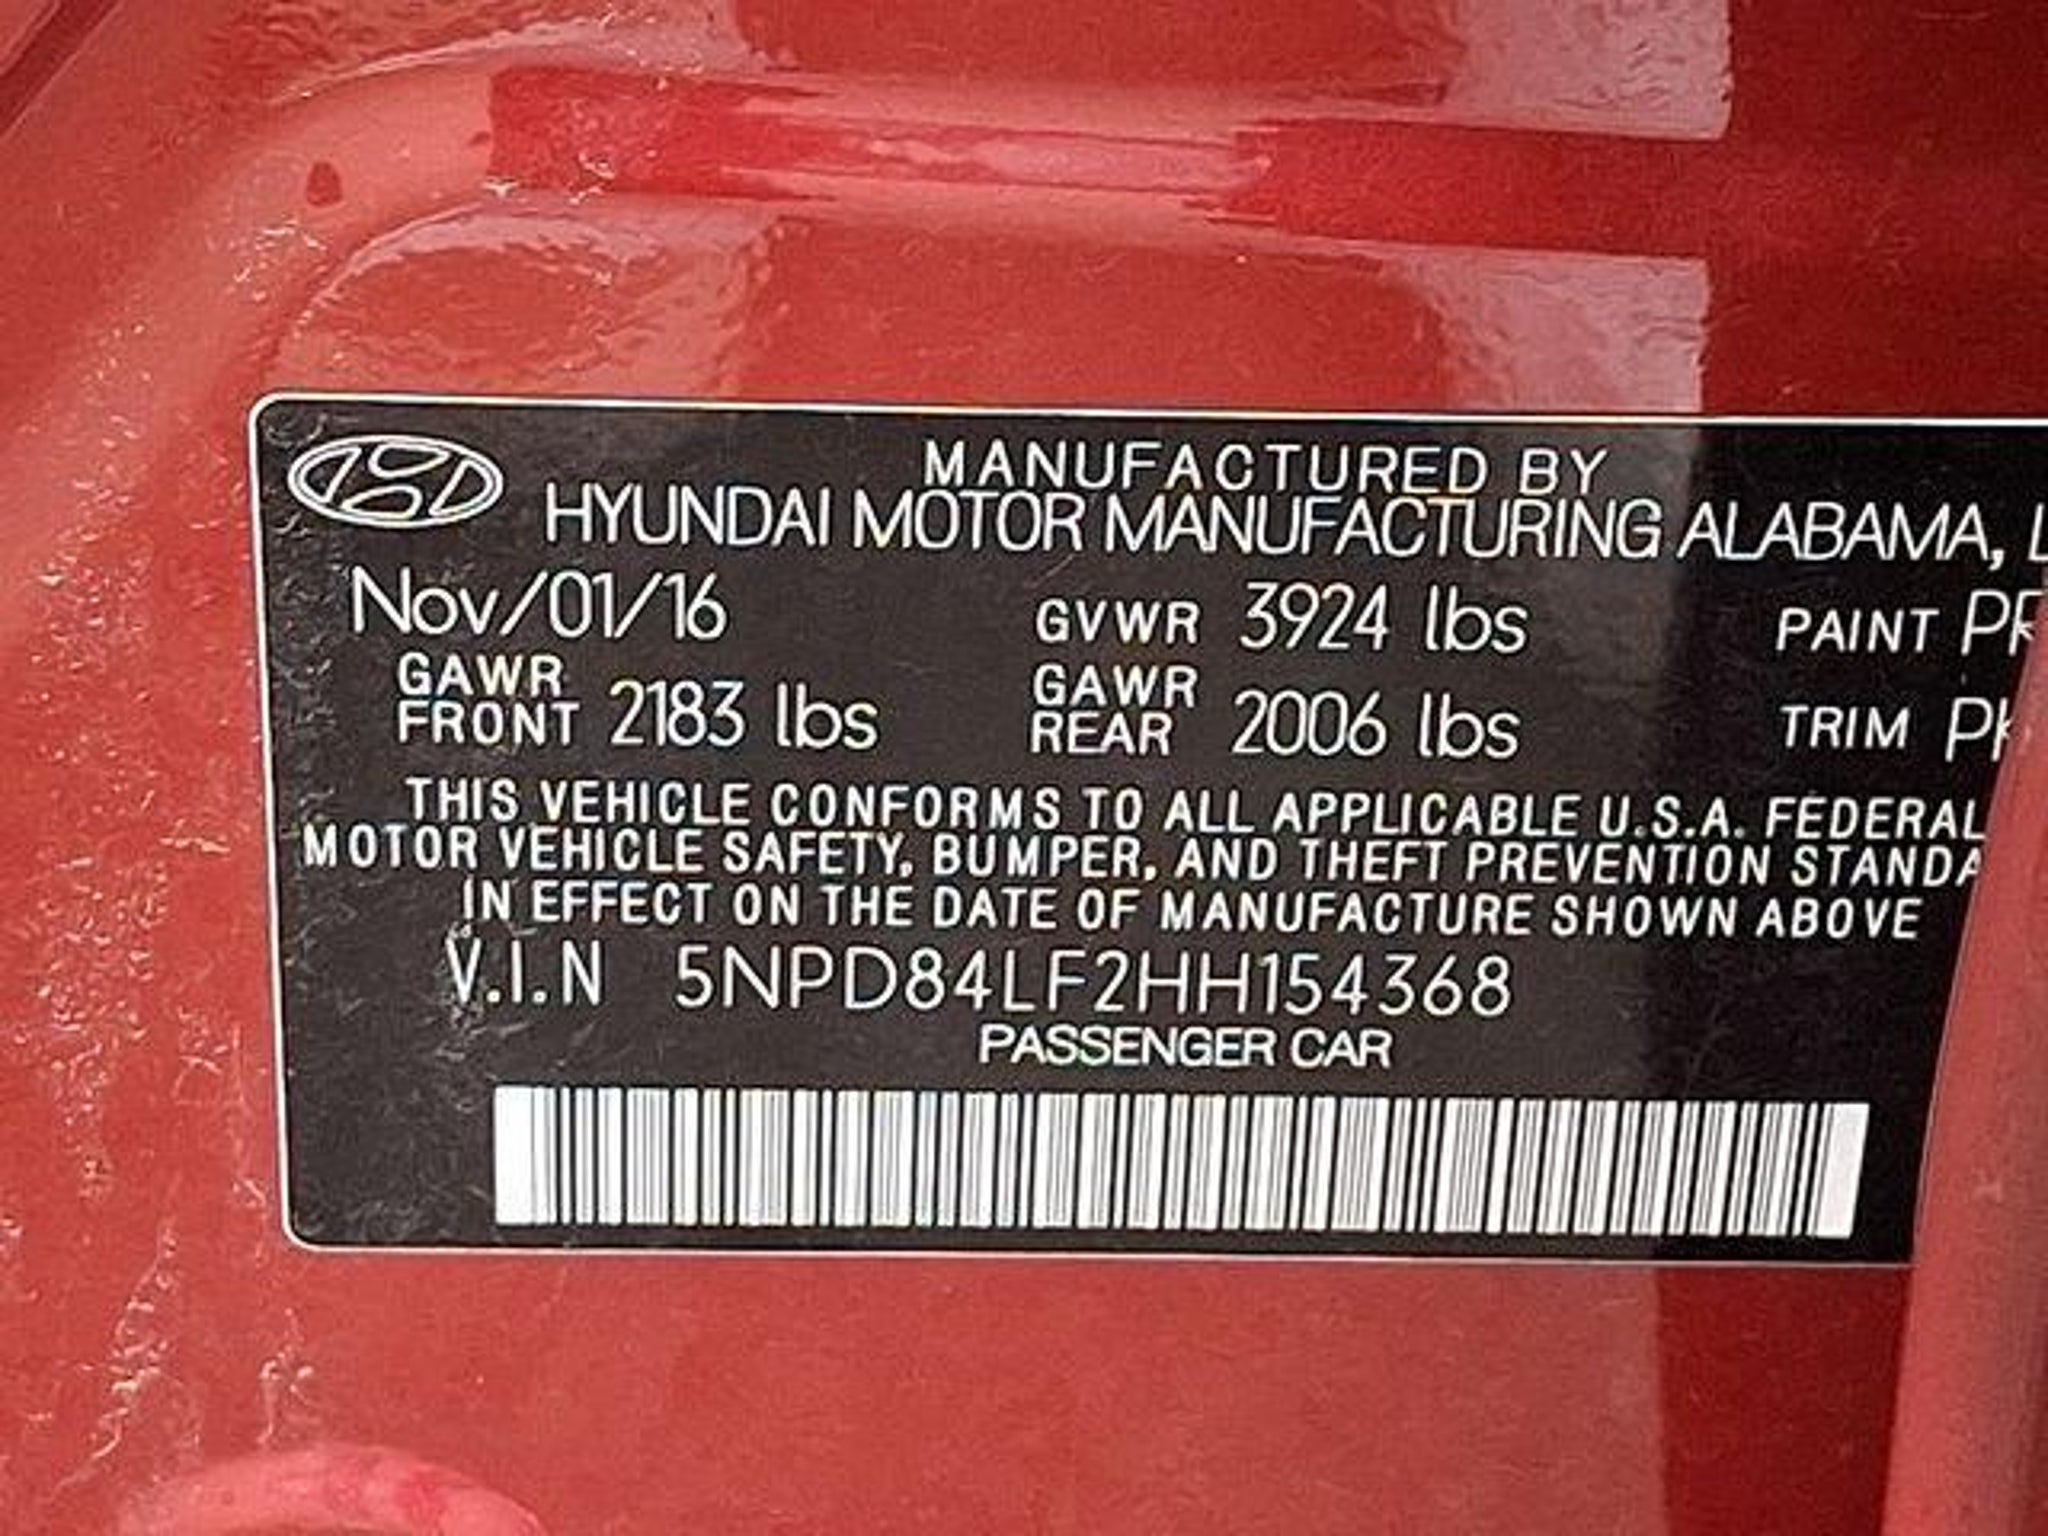 MANUFACTURED BY
HYUNDAI MOTOR MANUFACTURING ALABAMA,
Nov/01/16 GVWR 3924 lbs PAINT
GAWR FRONT 2183 lbs GAWR REAR 2006 lbs TRIM
THIS VEHICLE CONFORMS TO ALL APPLICABLE U.S.A. FEDERAL
MOTOR VEHICLE SAFETY, BUMPER, AND THEFT PREVENTION
IN EFFECT ON THE DATE OF MANUFACTURE SHOWN ABOVE
V.I.N 5NPD84LF2HH154368
PASSENGER CAR